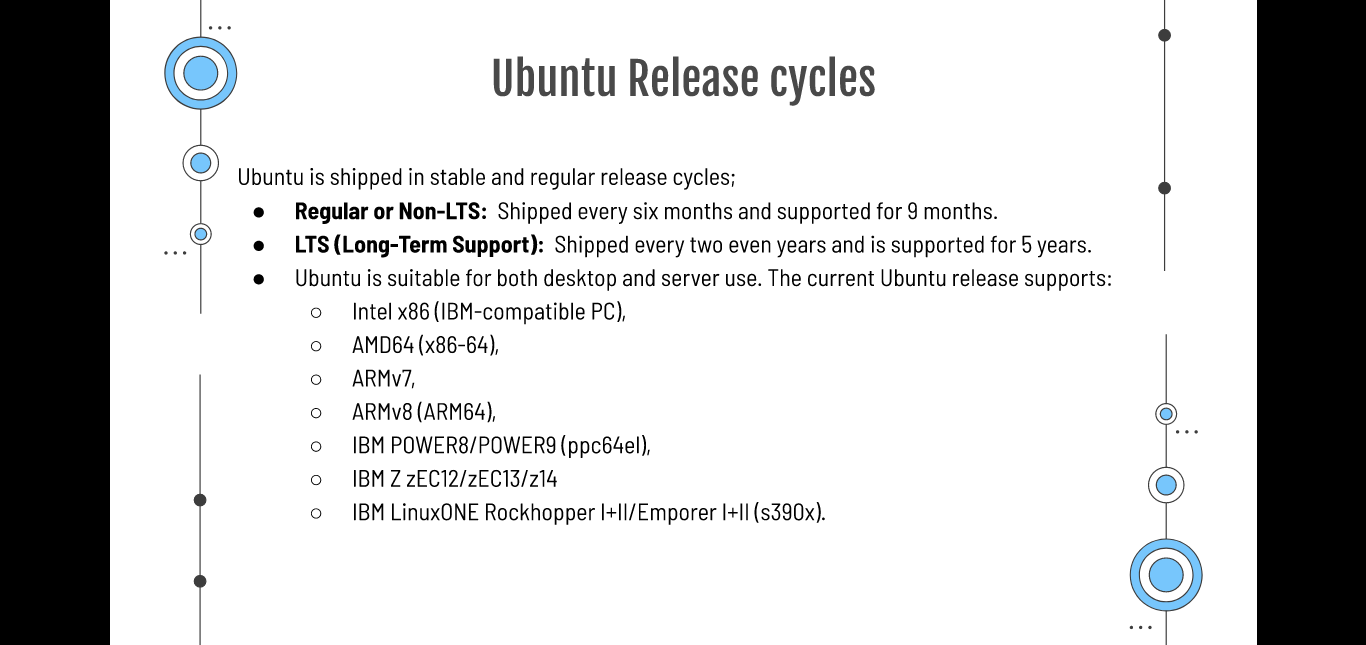 Ubuntu Release cycles
Ubuntu is shipped in stable and regular release cycles;
● Regular or Non-LTS: Shipped every six months and supported for 9 months.
● LTS (Long-Term Support): Shipped every two even years and is supported for 5 years.
● Ubuntu is suitable for both desktop and server use. The current Ubuntu release supports:
○ Intel x86 (IBM-compatible PC),
○ AMD64 (x86-64),
○ ARMv7,
○ ARMv8 (ARM64),
○ IBM POWER8/POWER9 (ppc64el),
○ IBM Z zEC12/zEC13/z14
○ IBM LinuxONE Rockhopper I+II/Emporer I+II (s390x).